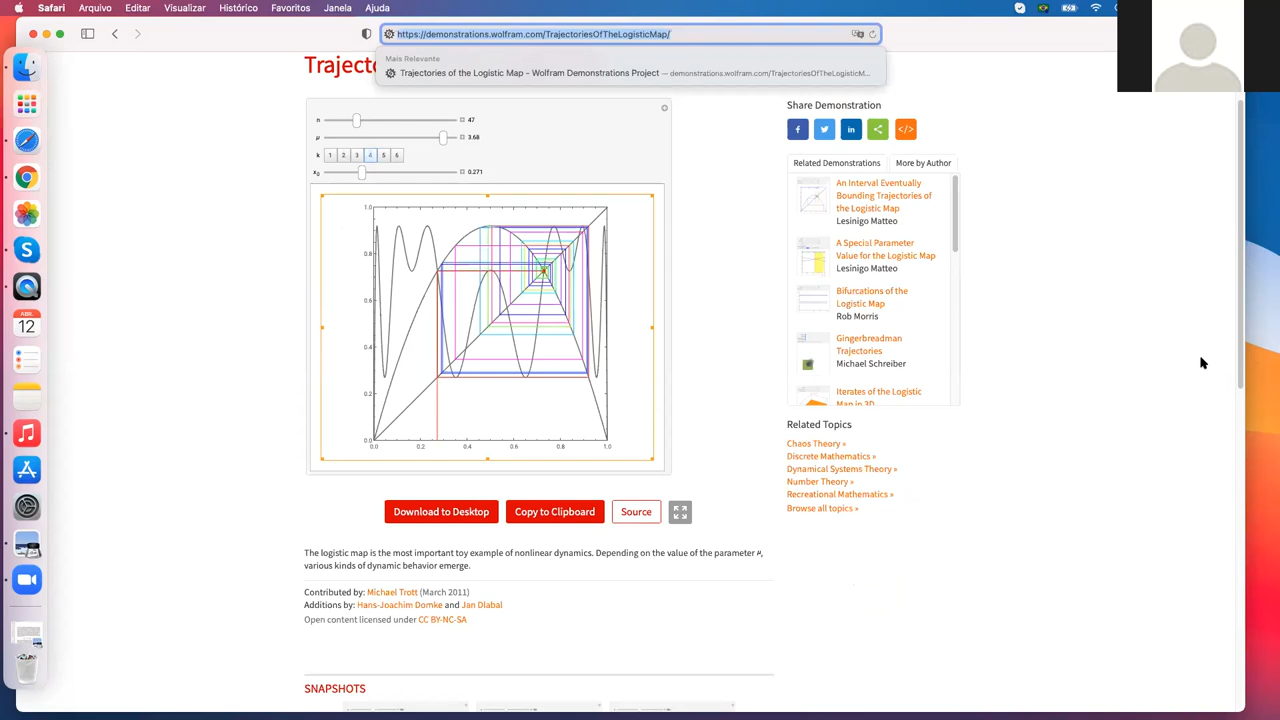 Safari Arquivo Editar Visualizar Histórico Favoritos Janela Ajuda
https://demonstrations.wolfram.com/TrajectoriesOfTheLogisticMap/
Mais Relevante
Trajectories of the Logistic Map - Wolfram Demonstrations Project — demonstrations.wolfram.com/TrajectoriesOfTheLogisticM...
n 47
μ 3.68
k 1 2 3 4 5 6
x0 0.271
1.0
0.8
0.6
0.4
0.2
0.0
0.0 0.2 0.4 0.6 0.8 1.0
Download to Desktop Copy to Clipboard Source
The logistic map is the most important toy example of nonlinear dynamics. Depending on the value of the parameter μ,
various kinds of dynamic behavior emerge.
Contributed by: Michael Trott (March 2011)
Additions by: Hans-Joachim Domke and Jan Dlabal
Open content licensed under CC BY-NC-SA
SNAPSHOTS
Share Demonstration
Related Demonstrations More by Author
An Interval Eventually
Bounding Trajectories of
the Logistic Map
Lesinigo Matteo
A Special Parameter
Value for the Logistic Map
Lesinigo Matteo
Bifurcations of the
Logistic Map
Rob Morris
Gingerbreadman
Trajectories
Michael Schreiber
Iterates of the Logistic
Map in 3D
Related Topics
Chaos Theory »
Discrete Mathematics »
Dynamical Systems Theory »
Number Theory »
Recreational Mathematics »
Browse all topics »
ABR.
12